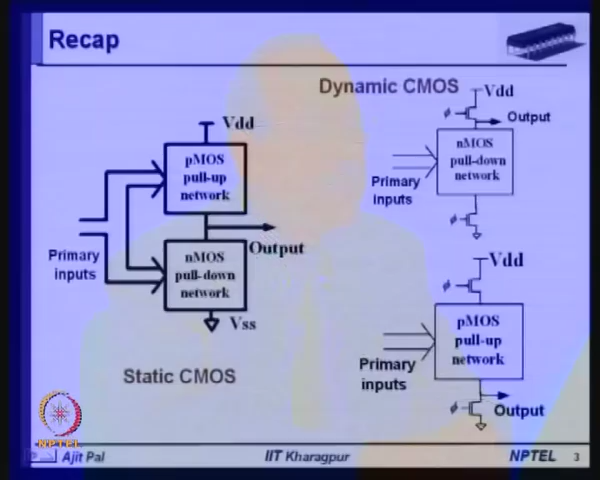 Recap
Dynamic CMOS
Vdd
ϕ
Output
nMOS
pull-down
network
Primary
inputs
ϕ
Vdd
pMOS
pull-up
network
Primary
inputs
Output
nMOS
pull-down
network
Vss
Static CMOS
Vdd
ϕ
pMOS
pull-up
network
Primary
inputs
ϕ
Output
NPTEL
Ajit Pal
IIT Kharagpur
NPTEL
3